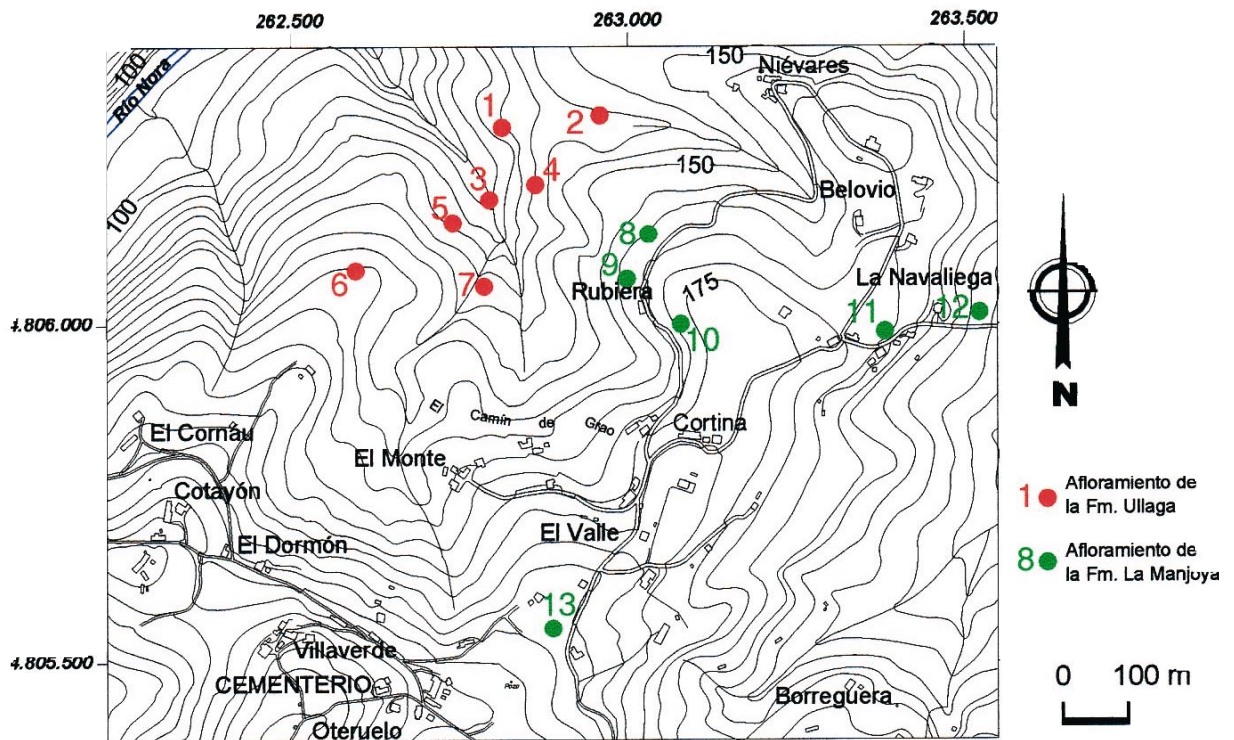 262.500
263.000
263.500
100
Río Nora
150
Niévares
1
2
3
4
150
Belovio
100
5
8
6
7
9
Rubiera
175
La Navaliega
4.806.000
10
11
12
N
El Camín de Grao
Cortina
El Cornau
El Monte
Cotayón
El Valle
El Dormón
13
Villaverde
4.805.500
CEMENTERIO
Pozo
Borreguera
Oteruelo
1 Afloramiento de
la Fm. Ullaga
8 Afloramiento de
la Fm. La Manjoya
0 100 m